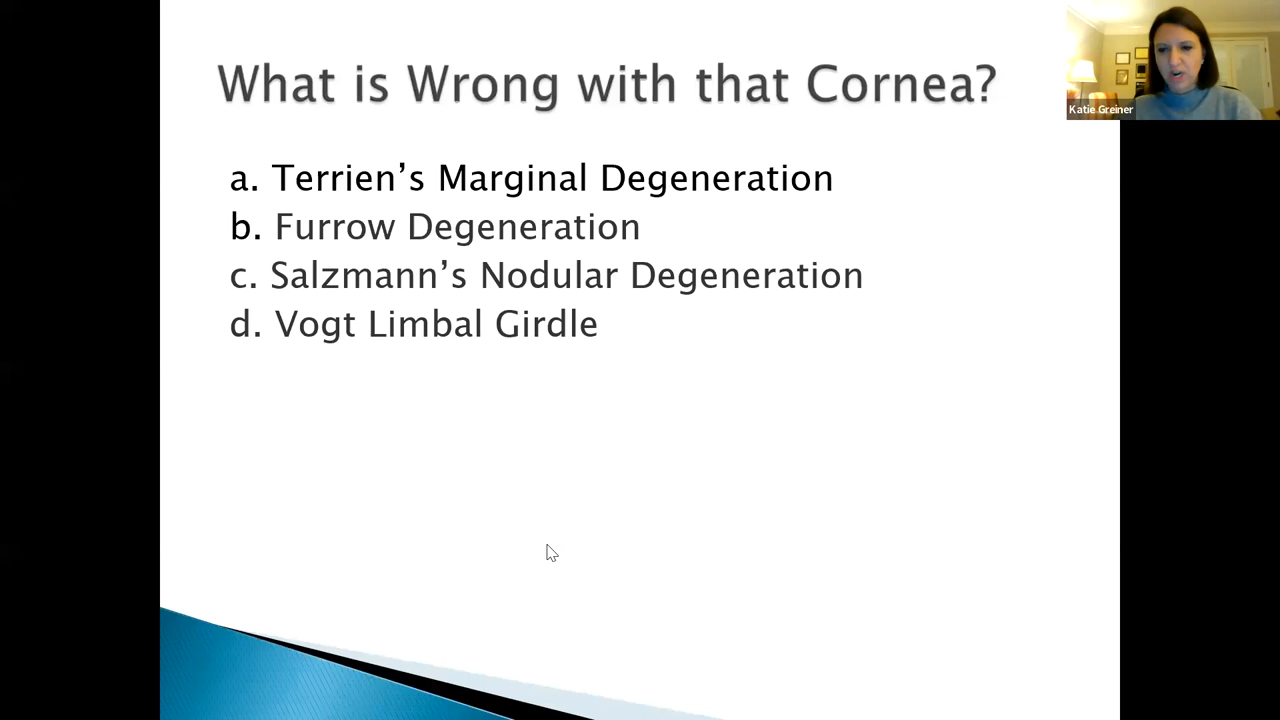 What is Wrong with that Cornea?
Katie Greiner
a. Terrien’s Marginal Degeneration
b. Furrow Degeneration
c. Salzmann’s Nodular Degeneration
d. Vogt Limbal Girdle